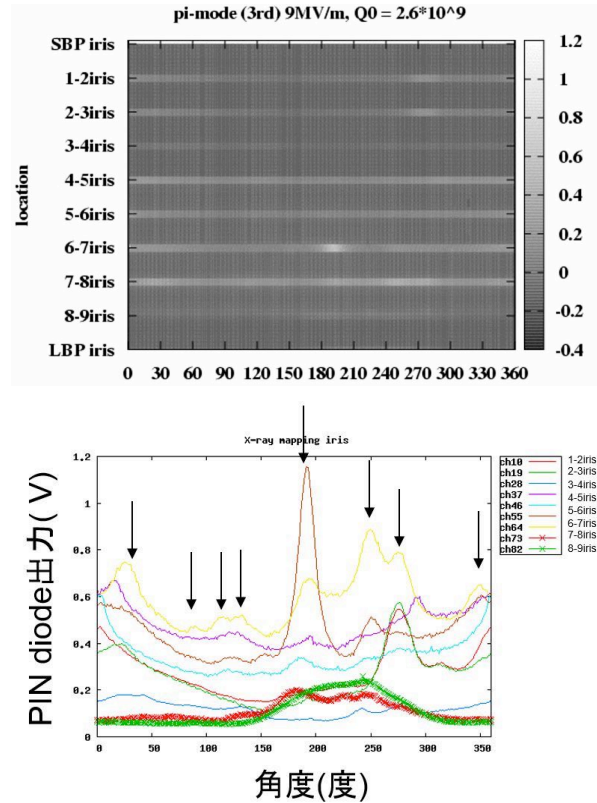 pi-mode (3rd) 9MV/m, Q0 = 2.6*10^9
location
SBP iris
1-2iris
2-3iris
3-4iris
4-5iris
5-6iris
6-7iris
7-8iris
8-9iris
LBP iris
0 30 60 90 120 150 180 210 240 270 300 330 360
1.2
1
0.8
0.6
0.4
0.2
0
-0.2
-0.4
X-ray mapping iris
PIN diode出力( V)
1.2
1
0.8
0.6
0.4
0.2
0
0 50 100 150 200 250 300 350
角度(度)
ch10 1-2iris
ch19 2-3iris
ch28 3-4iris
ch37 4-5iris
ch46 5-6iris
ch55 6-7iris
ch64 7-8iris
ch73 8-9iris
ch82